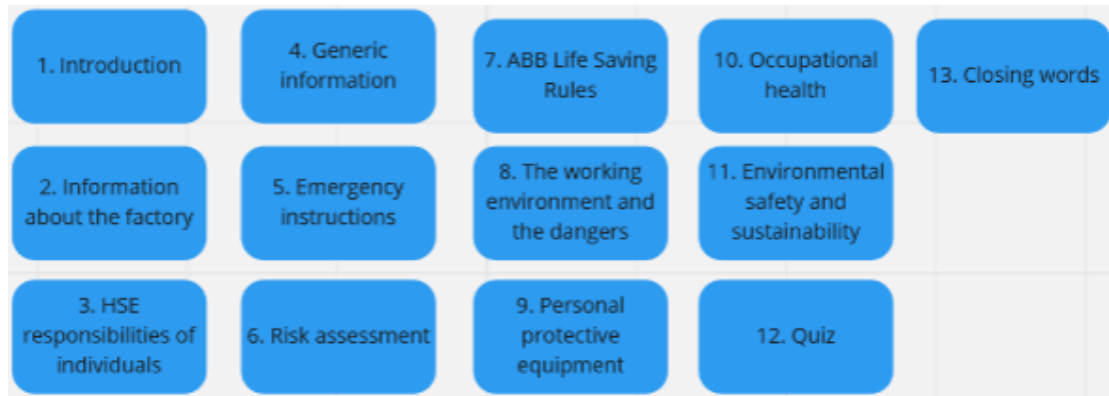 1. Introduction
2. Information
about the factory
3. HSE
responsibilities of
individuals
4. Generic
information
5. Emergency
instructions
6. Risk assessment
7. ABB Life Saving
Rules
8. The working
environment and
the dangers
9. Personal
protective
equipment
10. Occupational
health
11. Environmental
safety and
sustainability
12. Quiz
13. Closing words